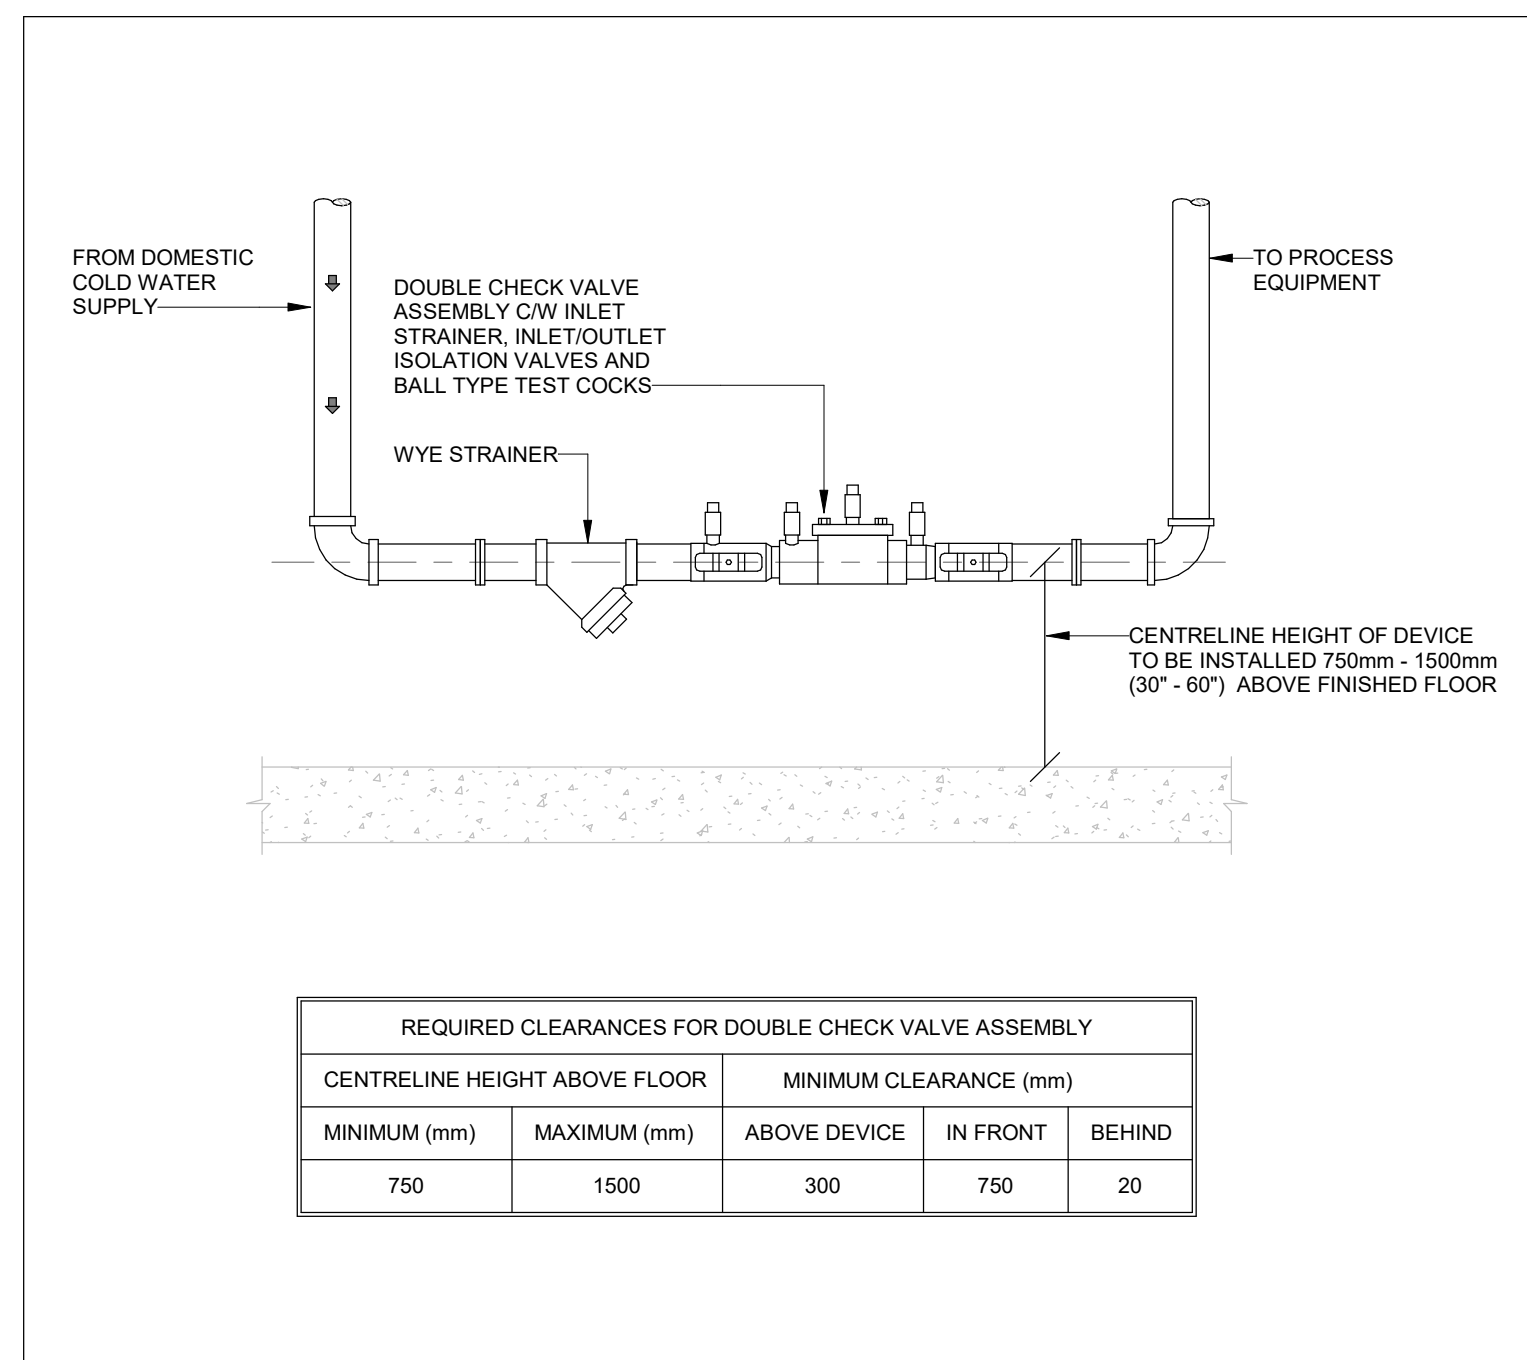 FROM DOMESTIC
COLD WATER
SUPPLY
DOUBLE CHECK VALVE
ASSEMBLY C/W INLET
STRAINER, INLET/OUTLET
ISOLATION VALVES AND
BALL TYPE TEST COCKS
WYE STRAINER
TO PROCESS
EQUIPMENT
CENTRELINE HEIGHT OF DEVICE
TO BE INSTALLED 750mm - 1500mm
(30" - 60") ABOVE FINISHED FLOOR
REQUIRED CLEARANCES FOR DOUBLE CHECK VALVE ASSEMBLY
CENTRELINE HEIGHT ABOVE FLOOR MINIMUM CLEARANCE (mm)
MINIMUM (mm) MAXIMUM (mm) ABOVE DEVICE IN FRONT BEHIND
750 1500 300 750 20